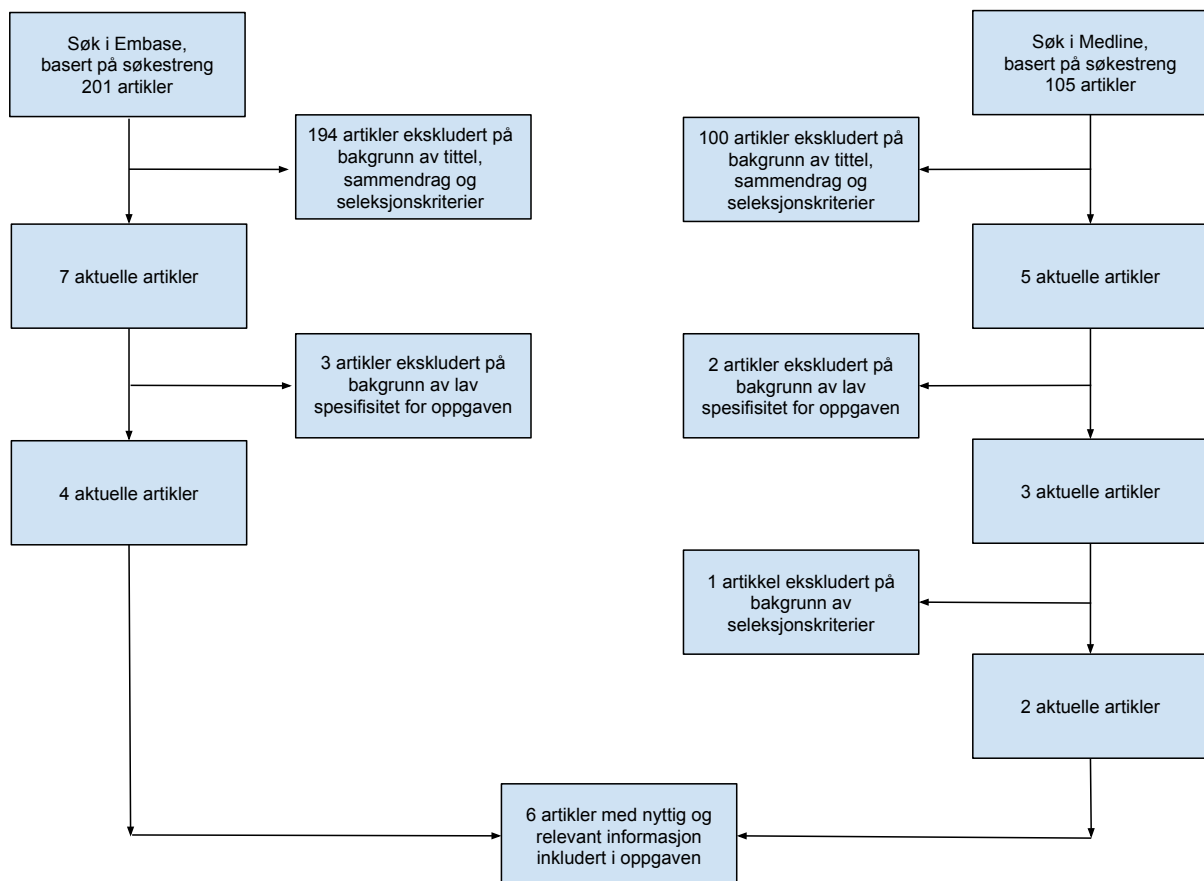 Søk i Embase,
basert på søkestreng
201 artikler
194 artikler ekskludert på
bakgrunn av tittel,
sammendrag og
seleksjonskriterier
7 aktuelle artikler
3 artikler ekskludert på
bakgrunn av lav
spesifisitet for oppgaven
4 aktuelle artikler
Søk i Medline,
basert på søkestreng
105 artikler
100 artikler ekskludert på
bakgrunn av tittel,
sammendrag og
seleksjonskriterier
5 aktuelle artikler
2 artikler ekskludert på
bakgrunn av lav
spesifisitet for oppgaven
3 aktuelle artikler
1 artikkel ekskludert på
bakgrunn av
seleksjonskriterier
2 aktuelle artikler
6 artikler med nyttig og
relevant informasjon
inkludert i oppgaven